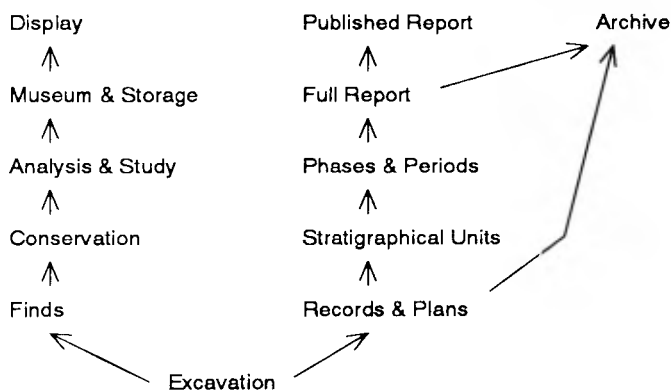 Display Published Report Archive
Museum & Storage Full Report
Analysis & Study Phases & Periods
Conservation Stratigraphical Units
Finds Records & Plans
Excavation